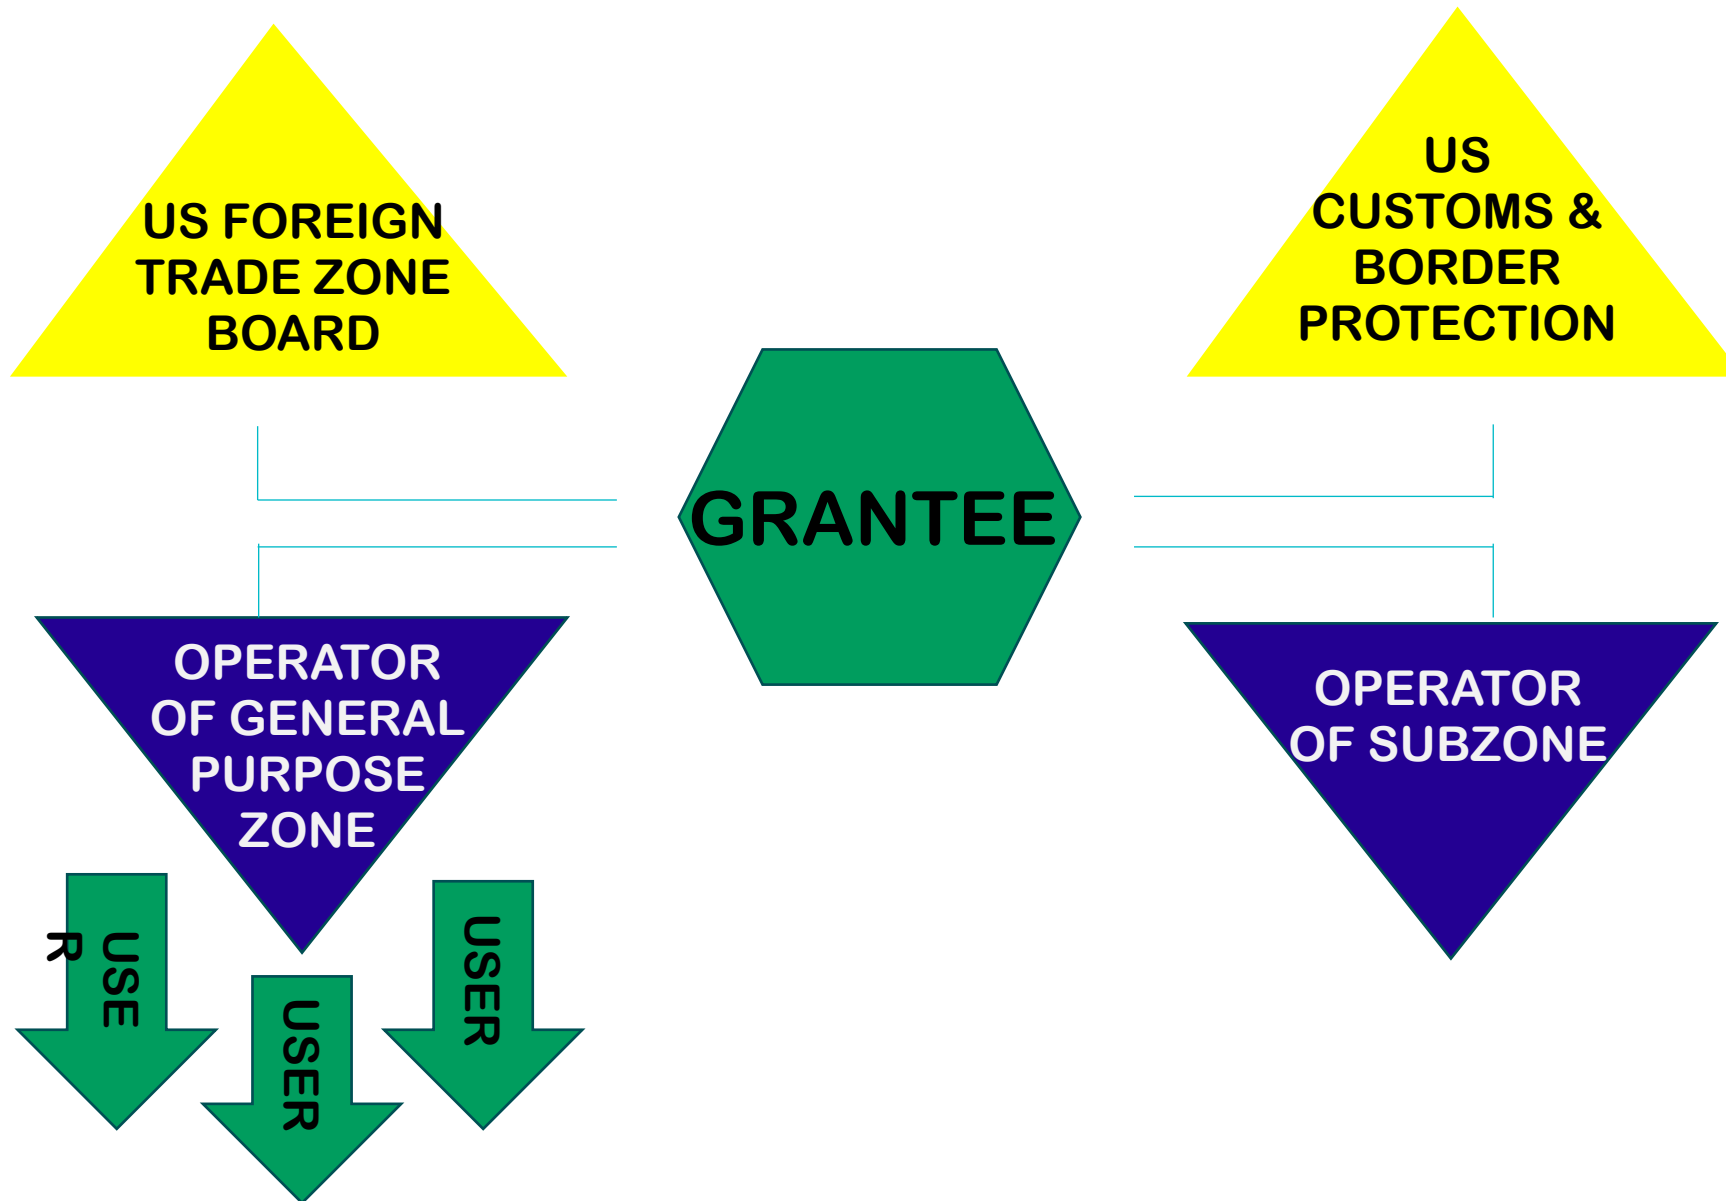 US FOREIGN
TRADE ZONE
BOARD
US
CUSTOMS &
BORDER
PROTECTION
GRANTEE
OPERATOR
OF GENERAL
PURPOSE
ZONE
OPERATOR
OF SUBZONE
USE
R
USER
USER